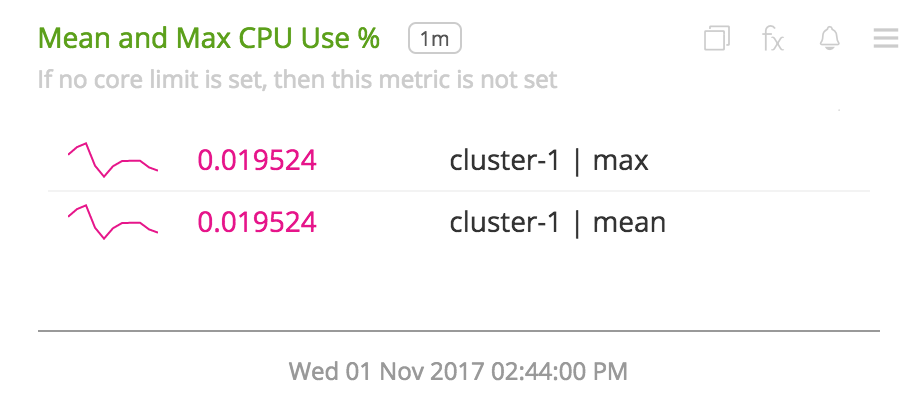 Mean and Max CPU Use % 1m fx
If no core limit is set, then this metric is not set
0.019524 cluster-1 | max
0.019524 cluster-1 | mean
Wed 01 Nov 2017 02:44:00 PM